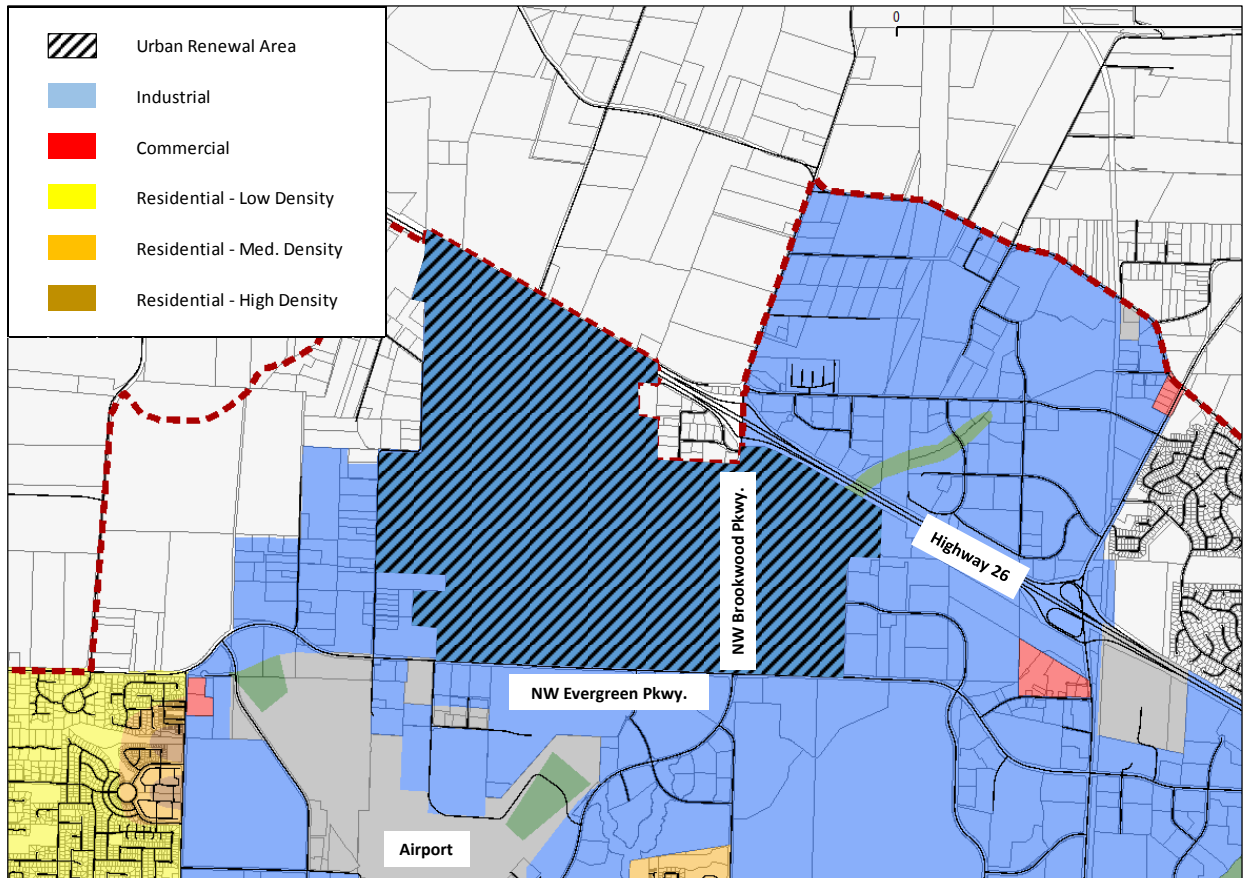 0
Urban Renewal Area
Industrial
Commercial
Residential - Low Density
Residential - Med. Density
Residential - High Density
NW Brookwood Pkwy.
Highway 26
NW Evergreen Pkwy.
Airport